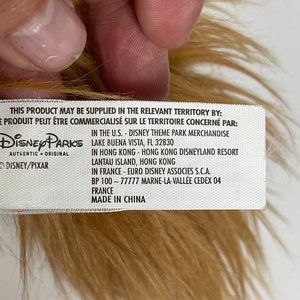 THIS PRODUCT MAY BE SUPPLIED IN THE RELEVANT TERRITORY BY:
E PRODUIT PEUT ÊTRE COMMERCIALISÉ SUR LE TERRITOIRE CONCERNÉ PAR:
DISNEY PARKS
AUTHENTIC • ORIGINAL
© DISNEY/PIXAR
IN THE U.S. - DISNEY THEME PARK MERCHANDISE
LAKE BUENA VISTA, FL 32830
IN HONG KONG - HONG KONG DISNEYLAND RESORT
LANTAU ISLAND, HONG KONG
IN FRANCE - EURO DISNEY ASSOCIÉS S.C.A.
BP 100 – 77777 MARNE-LA-VALLÉE CEDEX 04
FRANCE
MADE IN CHINA